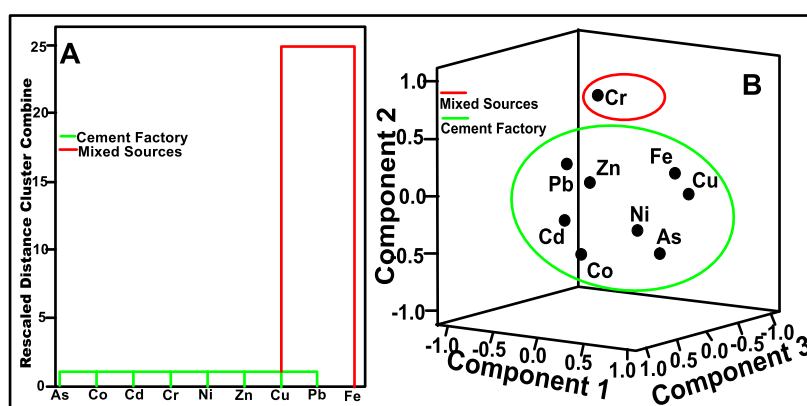 A
Rescaled Distance Cluster Combine
25
20
15
10
5
0
Cement Factory
Mixed Sources
As Co Cd Cr Ni Zn Cu Pb Fe
B
Component 2
1.0
0.5
0.0
-0.5
-1.0
Mixed Sources
Cement Factory
Cr
Pb
Zn
Fe
Cu
Cd
Ni
As
Co
-1.0 -0.5 0.0 0.5 1.0
Component 1
1.0 0.5 0.0 -0.5 -1.0
Component 3